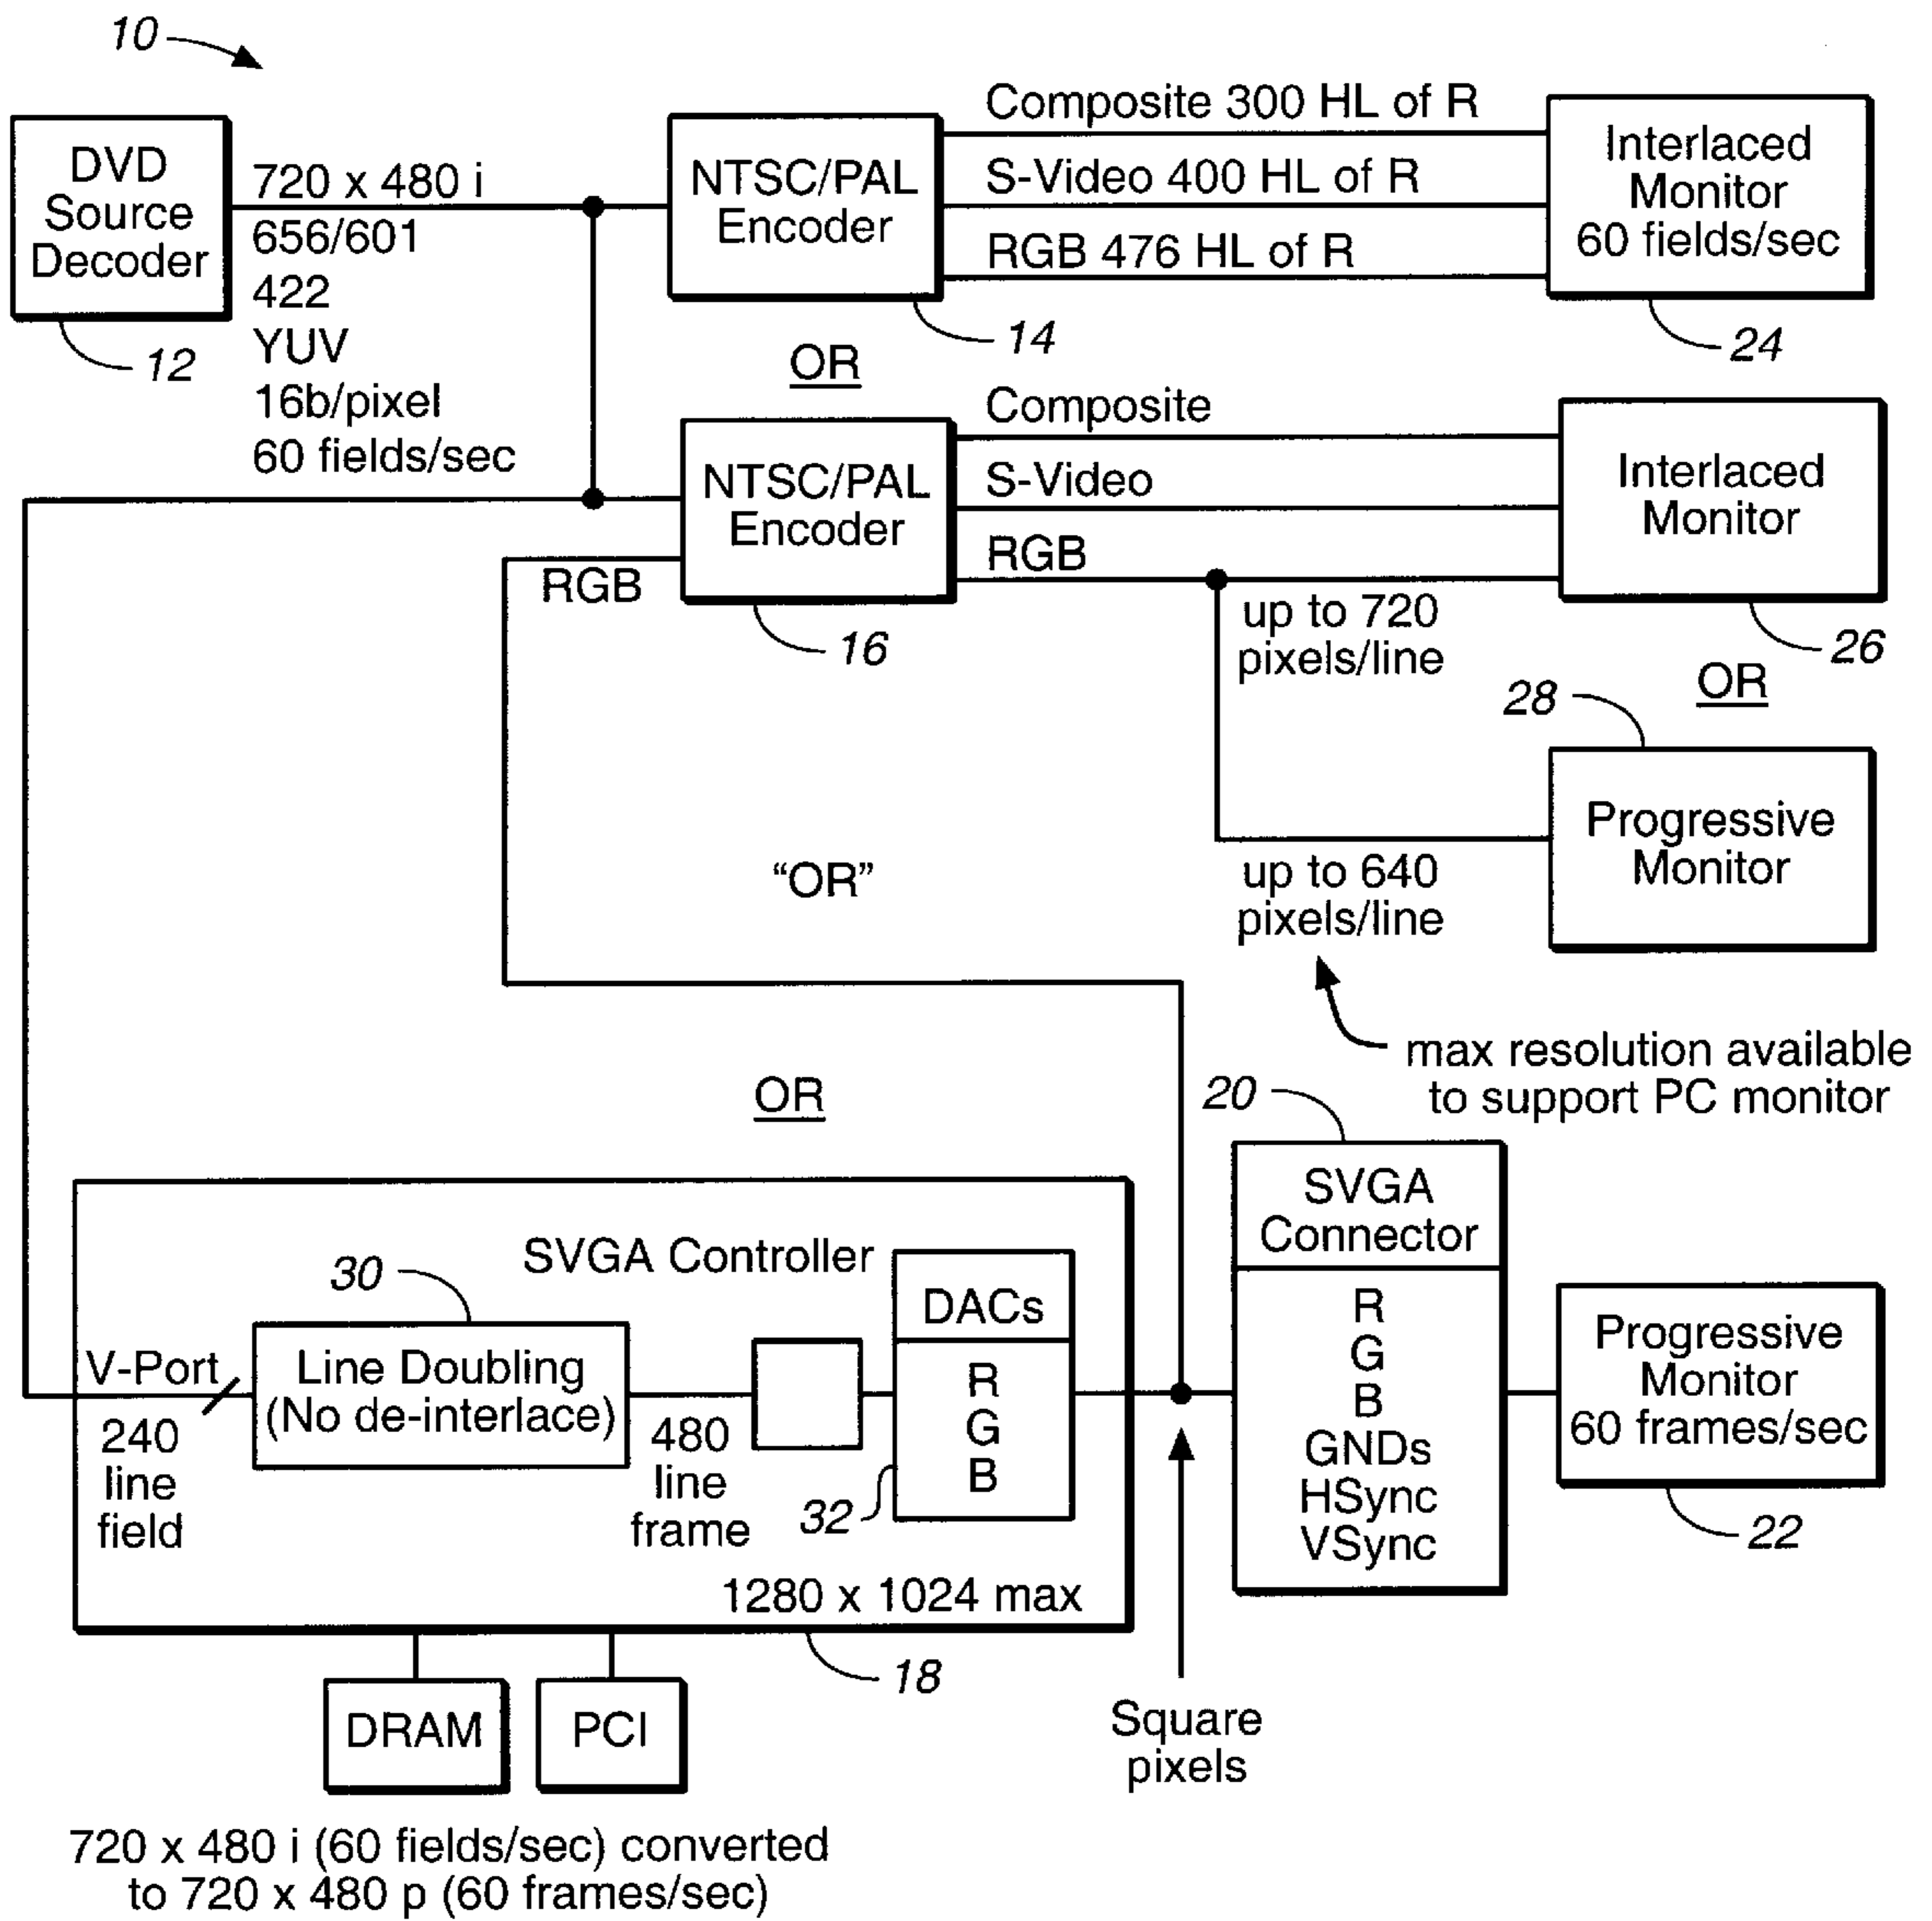 10
DVD
Source
Decoder
12
720 x 480 i
656/601
422
YUV
16b/pixel
60 fields/sec
NTSC/PAL
Encoder
14
Composite 300 HL of R
S-Video 400 HL of R
RGB 476 HL of R
Interlaced
Monitor
60 fields/sec
24
OR
NTSC/PAL
Encoder
16
RGB
Composite
S-Video
RGB
up to 720
pixels/line
Interlaced
Monitor
26
OR
28
Progressive
Monitor
up to 640
pixels/line
max resolution available
to support PC monitor
“OR”
OR
SVGA Controller
V-Port
240
line
field
30
Line Doubling
(No de-interlace)
480
line
frame
DACs
R
G
B
32
1280 x 1024 max
18
DRAM
PCI
Square
pixels
20
SVGA
Connector
R
G
B
GNDs
HSync
VSync
Progressive
Monitor
60 frames/sec
22
720 x 480 i (60 fields/sec) converted
to 720 x 480 p (60 frames/sec)